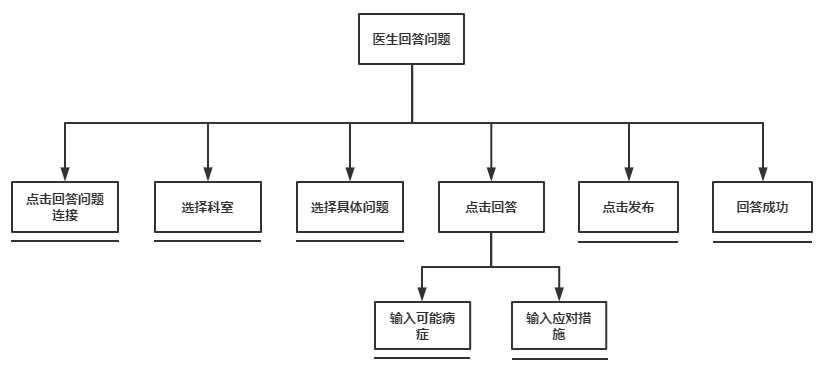 医生回答问题
点击回答问题
连接
选择科室
选择具体问题
点击回答
点击发布
回答成功
输入可能病
症
输入应对措
施